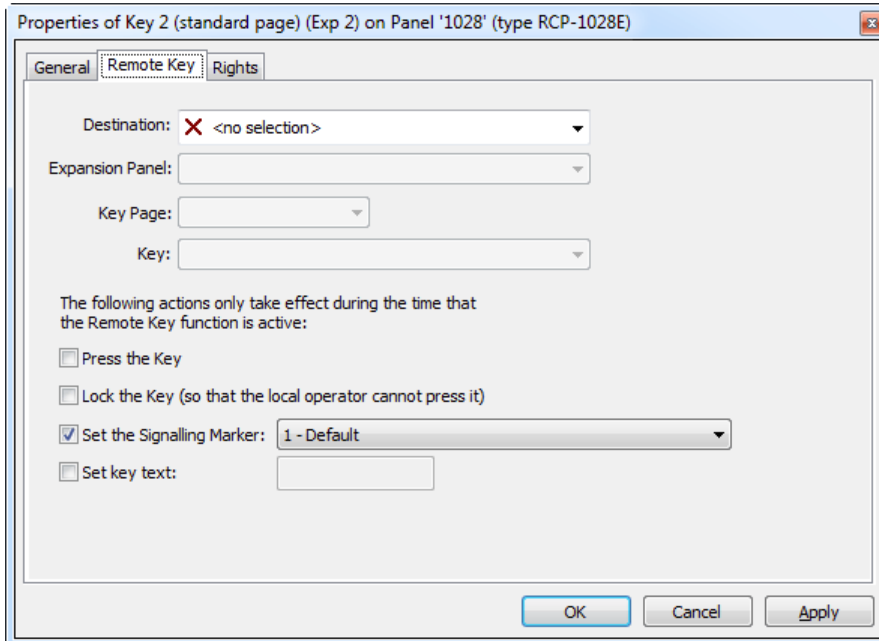 Properties of Key 2 (standard page) (Exp 2) on Panel '1028' (type RCP-1028E)
General Remote Key Rights
Destination: <no selection>
Expansion Panel:
Key Page:
Key:
The following actions only take effect during the time that
the Remote Key function is active:
Press the Key
Lock the Key (so that the local operator cannot press it)
Set the Signalling Marker: 1 - Default
Set key text:
OK Cancel Apply